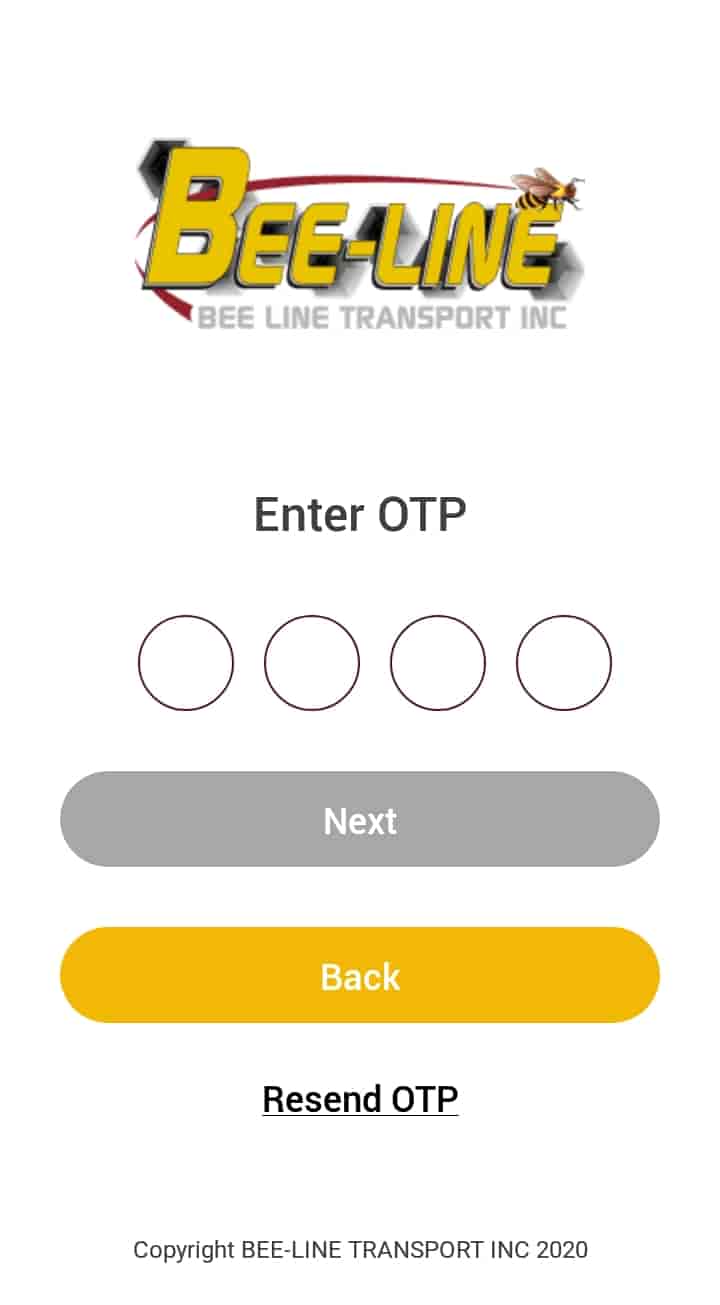 BEE-LINE
BEE LINE TRANSPORT INC
Enter OTP
Next
Back
Resend OTP
Copyright BEE-LINE TRANSPORT INC 2020